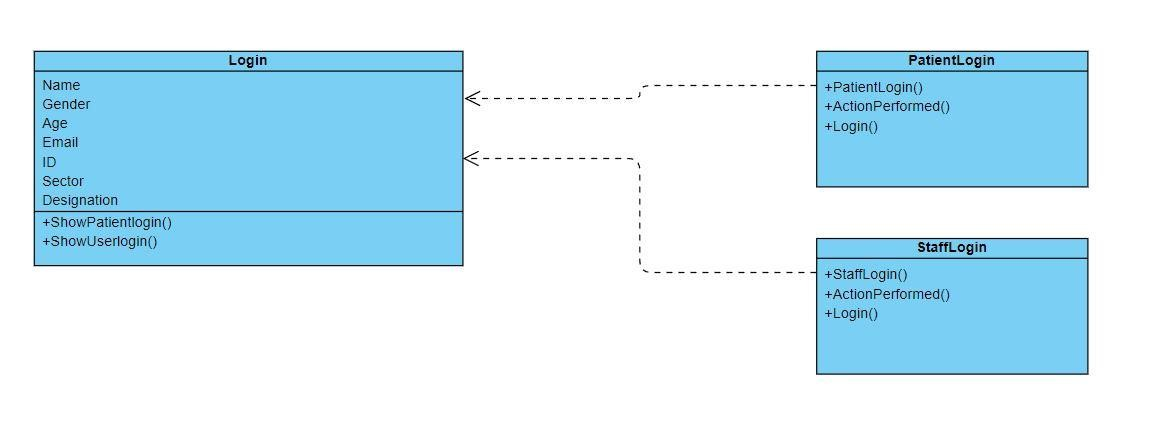 Login
Name
Gender
Age
Email
ID
Sector
Designation
+ShowPatientlogin()
+ShowUserlogin()
PatientLogin
+PatientLogin()
+ActionPerformed()
+Login()
StaffLogin
+StaffLogin()
+ActionPerformed()
+Login()